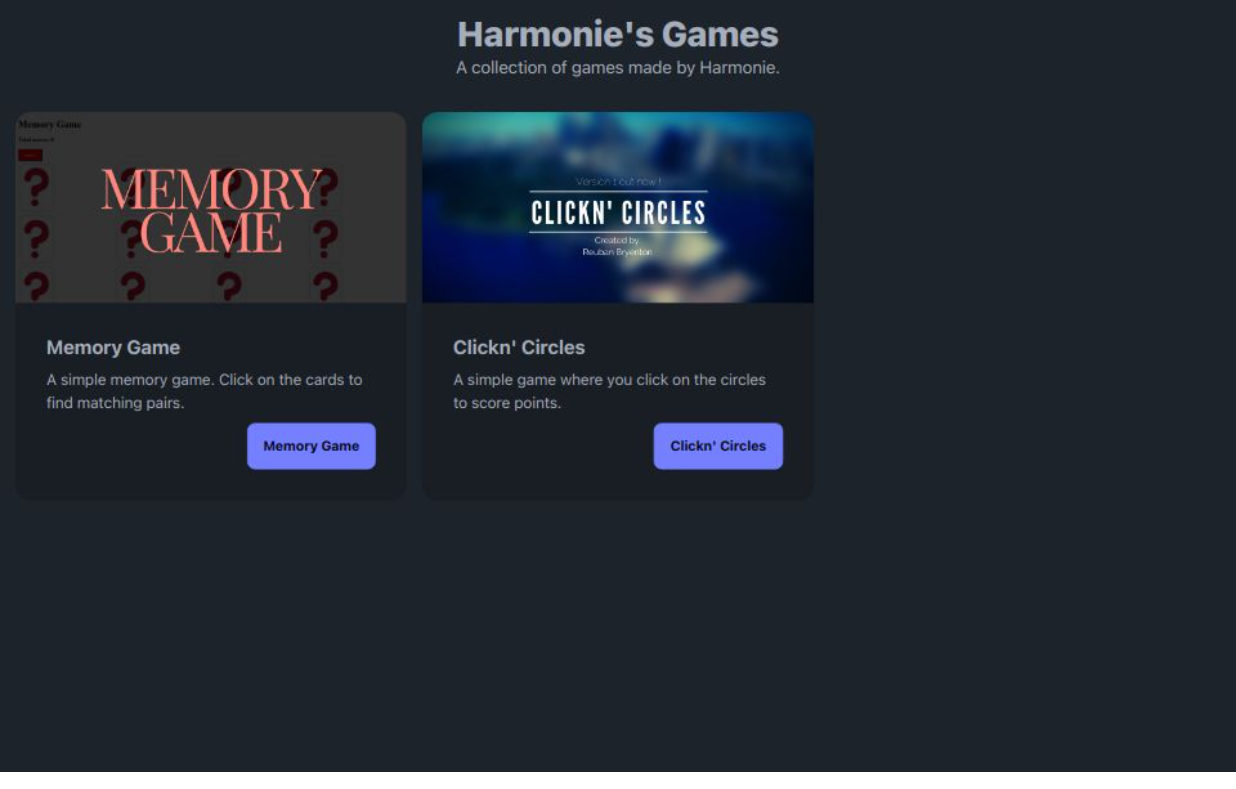 Harmonie's Games
A collection of games made by Harmonie.
Memory Game
MEMORY
GAME
Memory Game
A simple memory game. Click on the cards to
find matching pairs.
Memory Game
Version 1 out now !
CLICKN' CIRCLES
Created by
Reuban Bryenton
Clickn' Circles
A simple game where you click on the circles
to score points.
Clickn' Circles